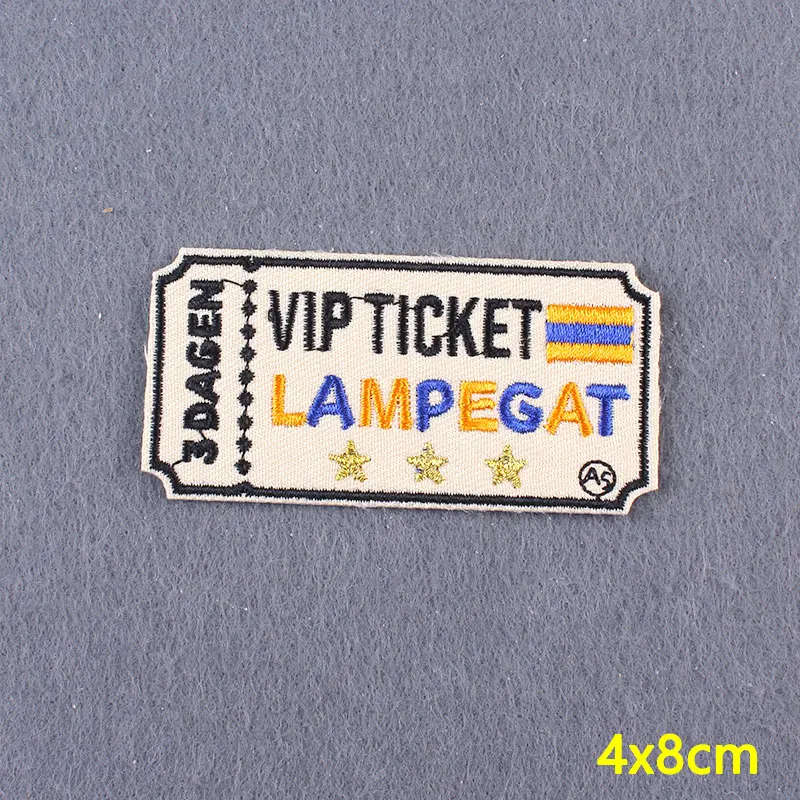 3 DAGEN
VIP TICKET
LAMPEGAT
AS
4x8cm